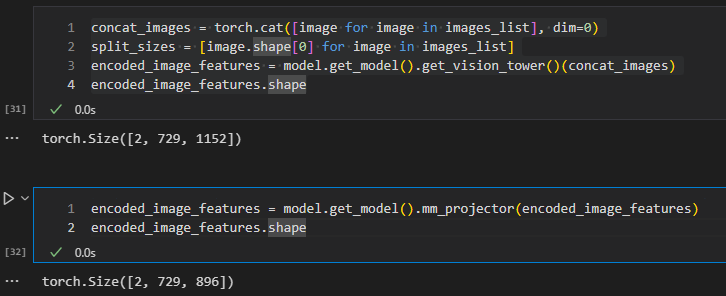 1 concat_images = torch.cat([image for image in images_list], dim=0)
2 split_sizes = [image.shape[0] for image in images_list]
3 encoded_image_features = model.get_model().get_vision_tower()(concat_images)
4 encoded_image_features.shape
[31] ✓ 0.0s
... torch.Size([2, 729, 1152])
1 encoded_image_features = model.get_model().mm_projector(encoded_image_features)
2 encoded_image_features.shape
[32] ✓ 0.0s
... torch.Size([2, 729, 896])